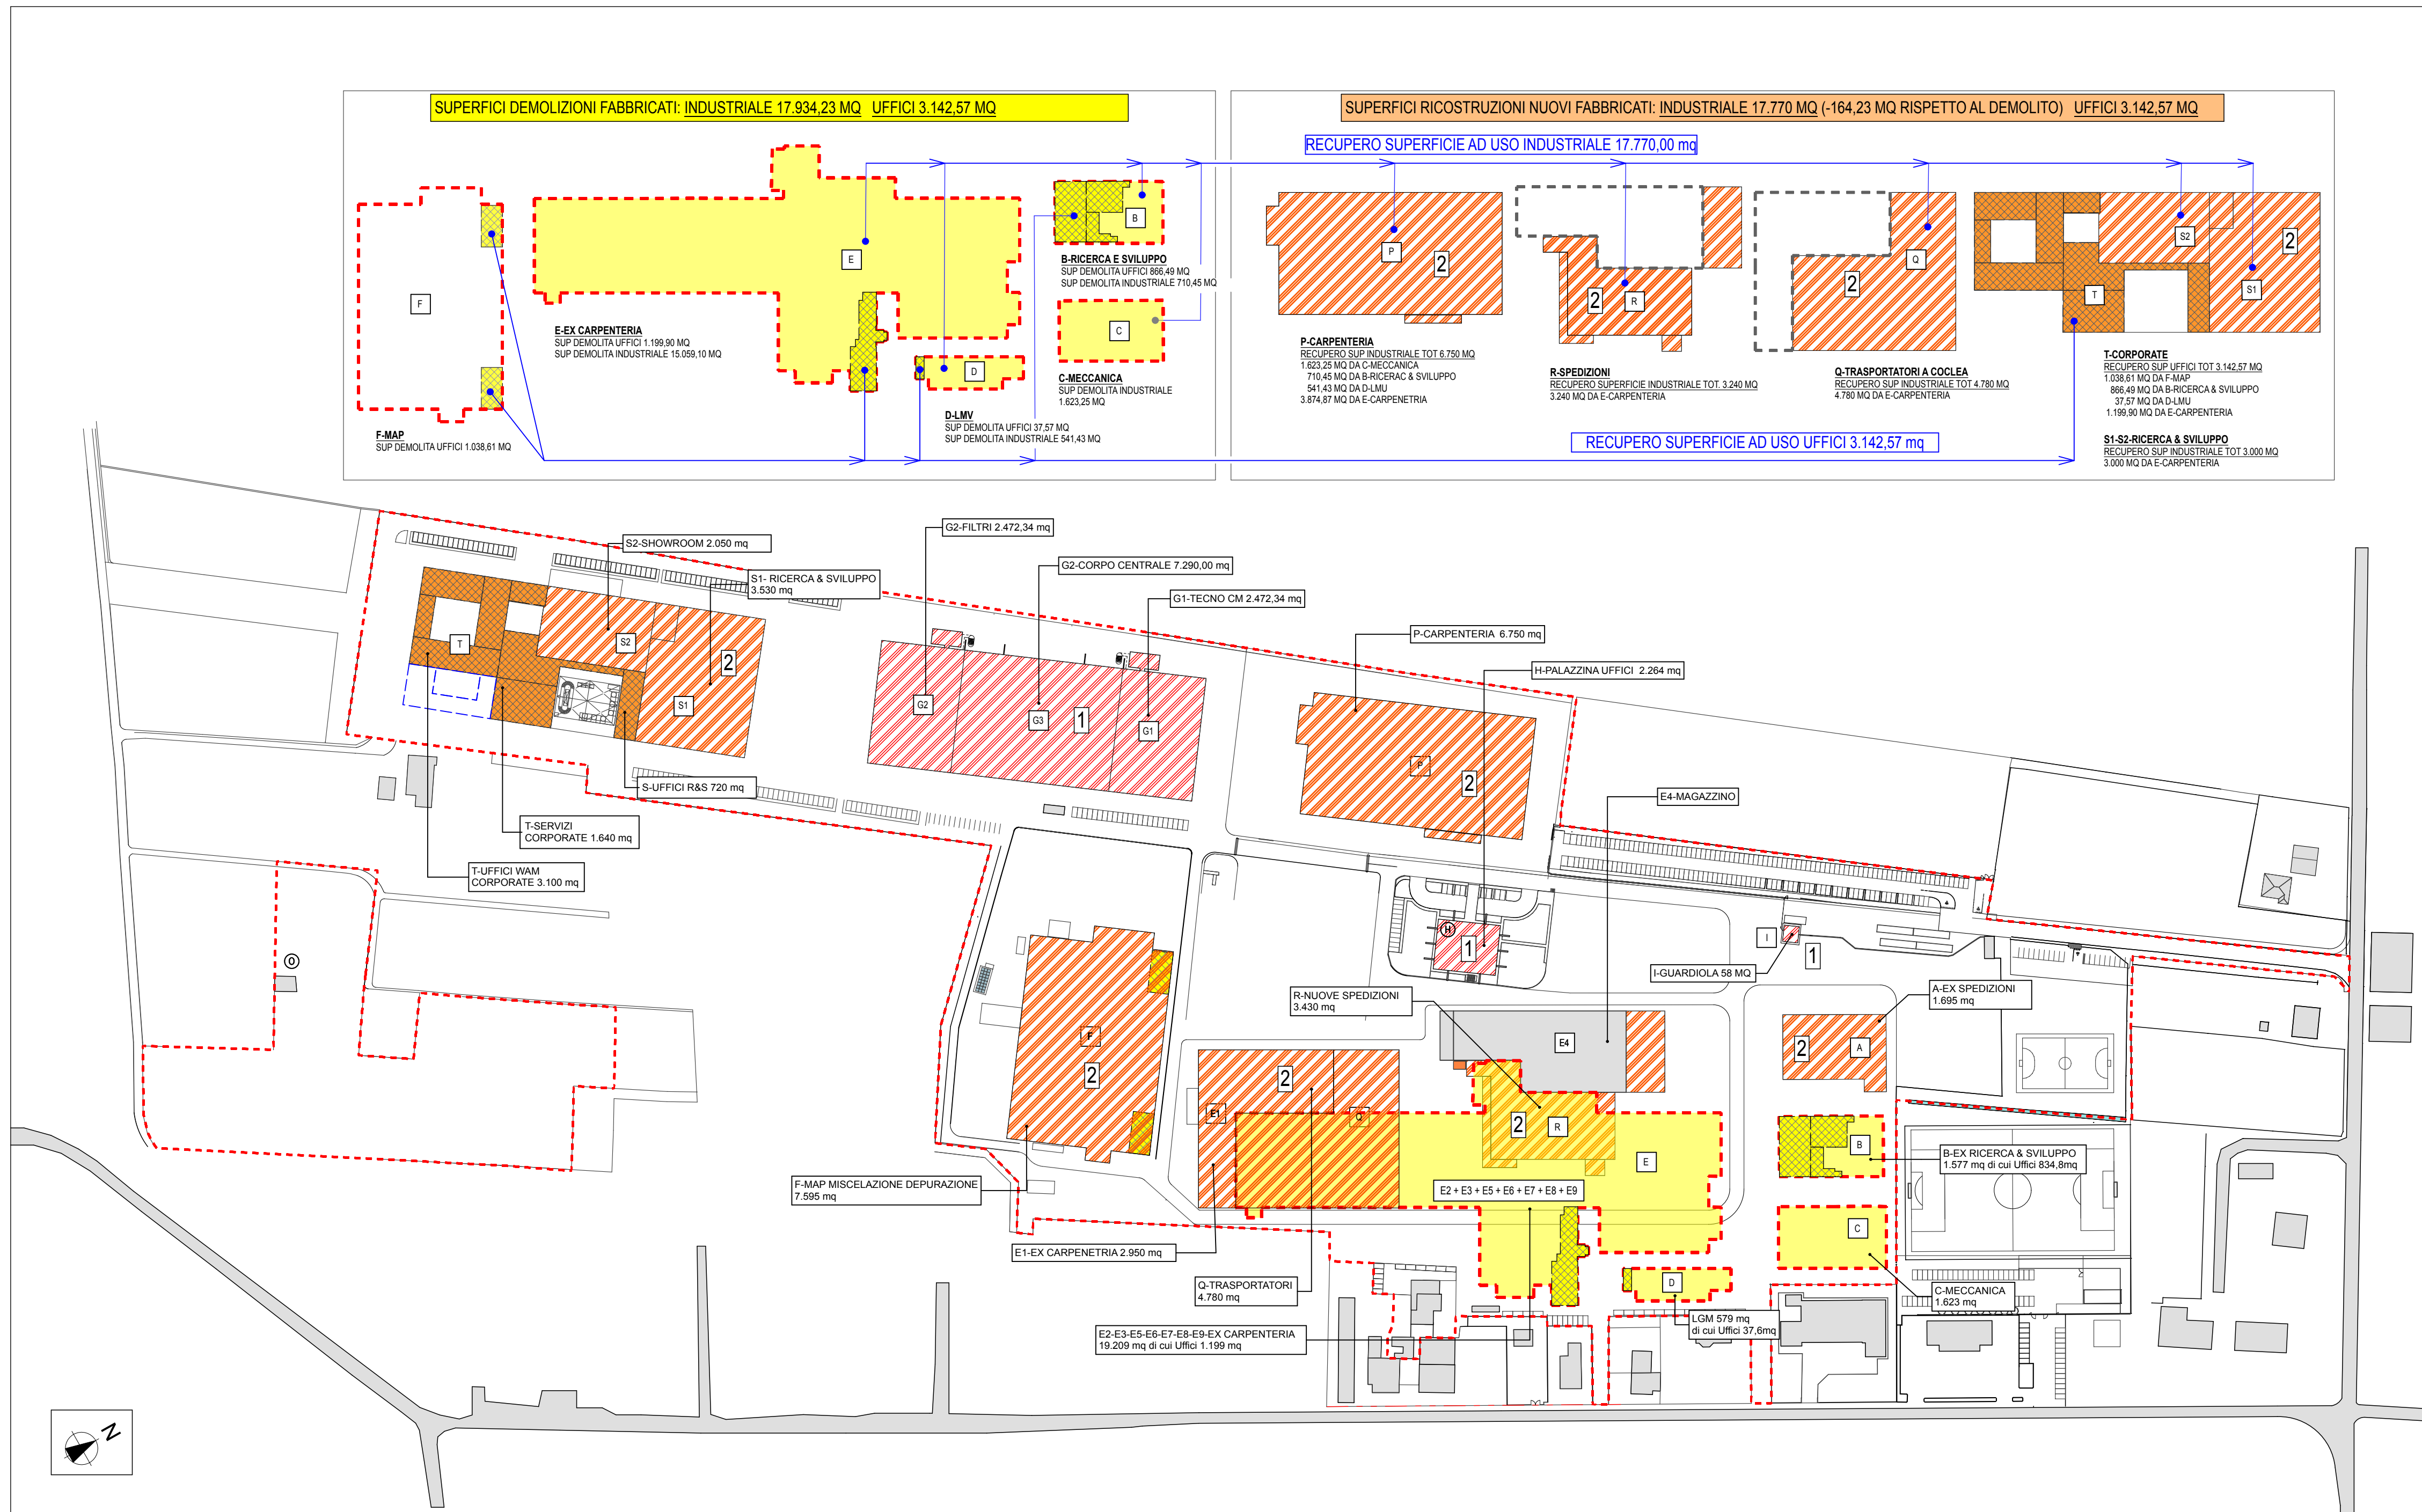 SUPERFICI DEMOLIZIONI FABBRICATI: INDUSTRIALE 17.934,23 MQ UFFICI 3.142,57 MQ
SUPERFICI RICOSTRUZIONI NUOVI FABBRICATI: INDUSTRIALE 17.770 MQ (-164,23 MQ RISPETTO AL DEMOLITO) UFFICI 3.142,57 MQ
RECUPERO SUPERFICIE AD USO INDUSTRIALE 17.770,00 mq
F
E
B
C
D
F-MAP
SUP DEMOLITA UFFICI 1.038,61 MQ
E-EX CARPENTERIA
SUP DEMOLITA UFFICI 1.199,90 MQ
SUP DEMOLITA INDUSTRIALE 15.059,10 MQ
B-RICERCA E SVILUPPO
SUP DEMOLITA UFFICI 866,49 MQ
SUP DEMOLITA INDUSTRIALE 710,45 MQ
C-MECCANICA
SUP DEMOLITA INDUSTRIALE
1.623,25 MQ
D-LMV
SUP DEMOLITA UFFICI 37,57 MQ
SUP DEMOLITA INDUSTRIALE 541,43 MQ
P
2
2
R
2
Q
S2
2
S1
T
P-CARPENTERIA
RECUPERO SUP INDUSTRIALE TOT 6.750 MQ
1.623,25 MQ DA C-MECCANICA
710,45 MQ DA B-RICERAC & SVILUPPO
541,43 MQ DA D-LMU
3.874,87 MQ DA E-CARPENETRIA
R-SPEDIZIONI
RECUPERO SUPERFICIE INDUSTRIALE TOT. 3.240 MQ
3.240 MQ DA E-CARPENTERIA
Q-TRASPORTATORI A COCLEA
RECUPERO SUP INDUSTRIALE TOT 4.780 MQ
4.780 MQ DA E-CARPENTERIA
T-CORPORATE
RECUPERO SUP UFFICI TOT 3.142,57 MQ
1.038,61 MQ DA F-MAP
866,49 MQ DA B-RICERCA & SVILUPPO
37,57 MQ DA D-LMU
1.199,90 MQ DA E-CARPENTERIA
S1-S2-RICERCA & SVILUPPO
RECUPERO SUP INDUSTRIALE TOT 3.000 MQ
3.000 MQ DA E-CARPENTERIA
RECUPERO SUPERFICIE AD USO UFFICI 3.142,57 mq
G2-FILTRI 2.472,34 mq
S2-SHOWROOM 2.050 mq
G2-CORPO CENTRALE 7.290,00 mq
S1- RICERCA & SVILUPPO
3.530 mq
G1-TECNO CM 2.472,34 mq
P-CARPENTERIA 6.750 mq
H-PALAZZINA UFFICI 2.264 mq
T
S2
2
S1
G2
G3
1
G1
P
2
S-UFFICI R&S 720 mq
E4-MAGAZZINO
T-SERVIZI
CORPORATE 1.640 mq
T-UFFICI WAM
CORPORATE 3.100 mq
O
H
1
I
1
I-GUARDIOLA 58 MQ
R-NUOVE SPEDIZIONI
3.430 mq
A-EX SPEDIZIONI
1.695 mq
F
2
E4
2
A
2
E1
Q
2
R
E
B
B-EX RICERCA & SVILUPPO
1.577 mq di cui Uffici 834,8mq
F-MAP MISCELAZIONE DEPURAZIONE
7.595 mq
E2 + E3 + E5 + E6 + E7 + E8 + E9
C
E1-EX CARPENETRIA 2.950 mq
Q-TRASPORTATORI
4.780 mq
D
C-MECCANICA
1.623 mq
LGM 579 mq
di cui Uffici 37,6mq
E2-E3-E5-E6-E7-E8-E9-EX CARPENTERIA
19.209 mq di cui Uffici 1.199 mq
N